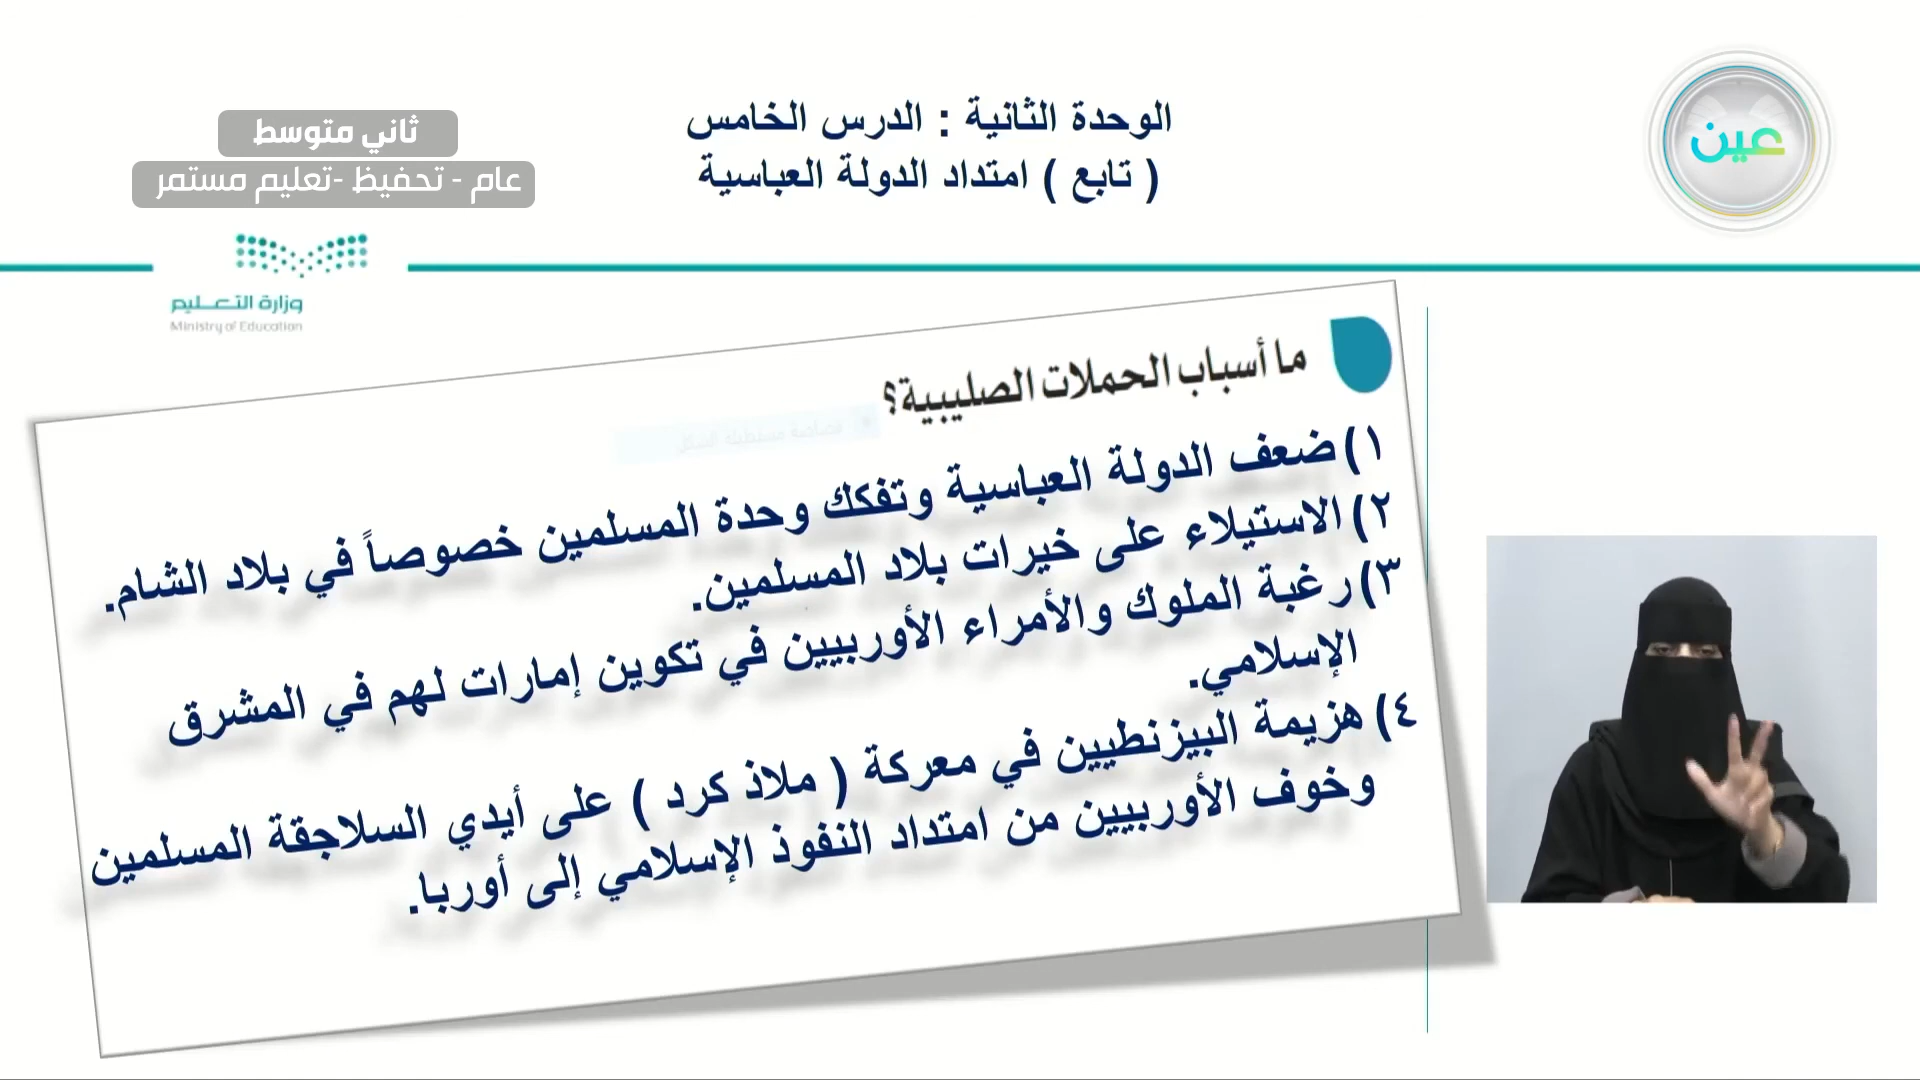 الوحدة الثانية : الدرس الخامس
( تابع ) امتداد الدولة العباسية
عين
ثاني متوسط
عام - تحفيظ -تعليم مستمر
وزارة التعـــليم
Ministry of Education
ما أسباب الحملات الصليبية؟
١) ضعف الدولة العباسية وتفكك وحدة المسلمين خصوصاً في بلاد الشام.
٢) الاستيلاء على خيرات بلاد المسلمين.
٣) رغبة الملوك والأمراء الأوربيين في تكوين إمارات لهم في المشرق
الإسلامي.
٤) هزيمة البيزنطيين في معركة ( ملاذ كرد ) على أيدي السلاجقة المسلمين
وخوف الأوربيين من امتداد النفوذ الإسلامي إلى أوربا.